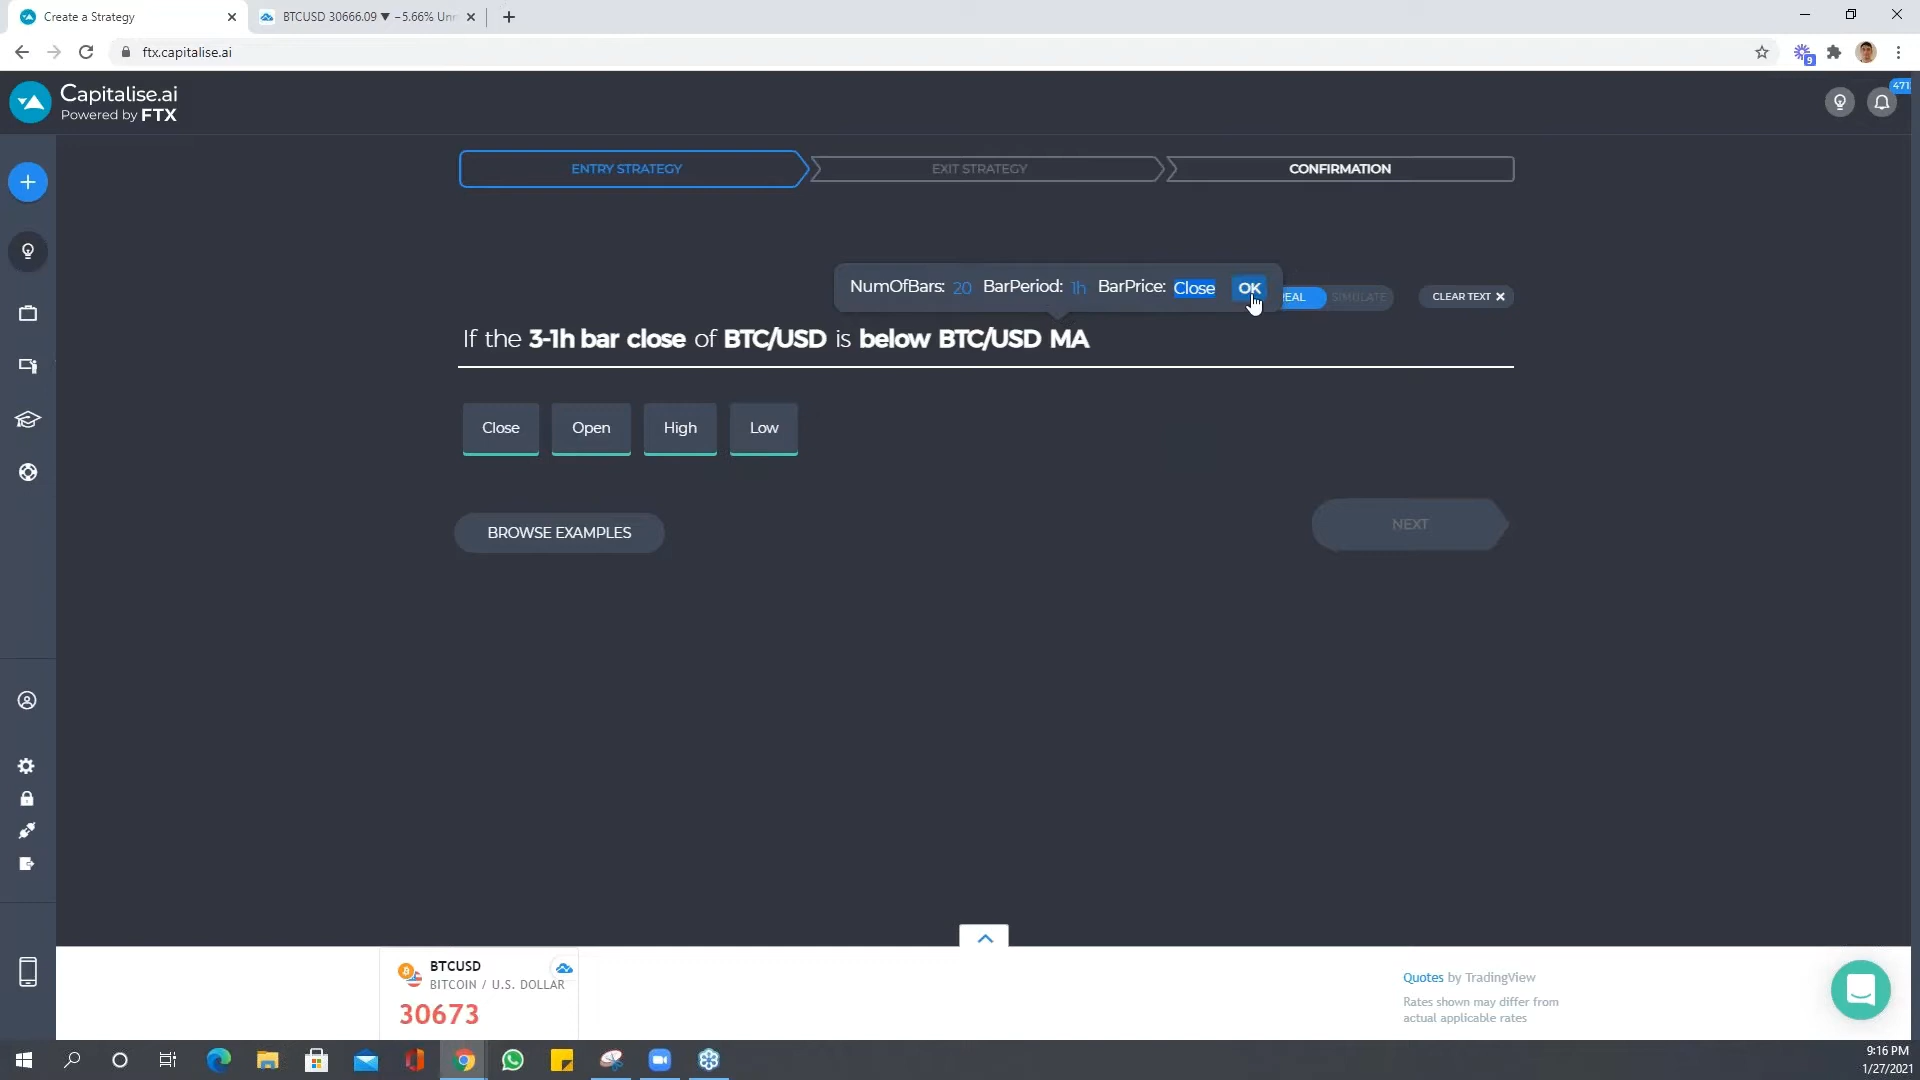 Create a Strategy
BTCUSD 30666.09 ▼ −5.66% Unn
ftx.capitalise.ai
9
Capitalise.ai
Powered by FTX
471
ENTRY STRATEGY
EXIT STRATEGY
CONFIRMATION
NumOfBars: 20 BarPeriod: 1h BarPrice: Close OK
EAL
SIMULATE
CLEAR TEXT ×
If the 3-1h bar close of BTC/USD is below BTC/USD MA
Close
Open
High
Low
BROWSE EXAMPLES
NEXT
BTCUSD
BITCOIN / U.S. DOLLAR
30673
Quotes by TradingView
Rates shown may differ from
actual applicable rates
9:16 PM
1/27/2021